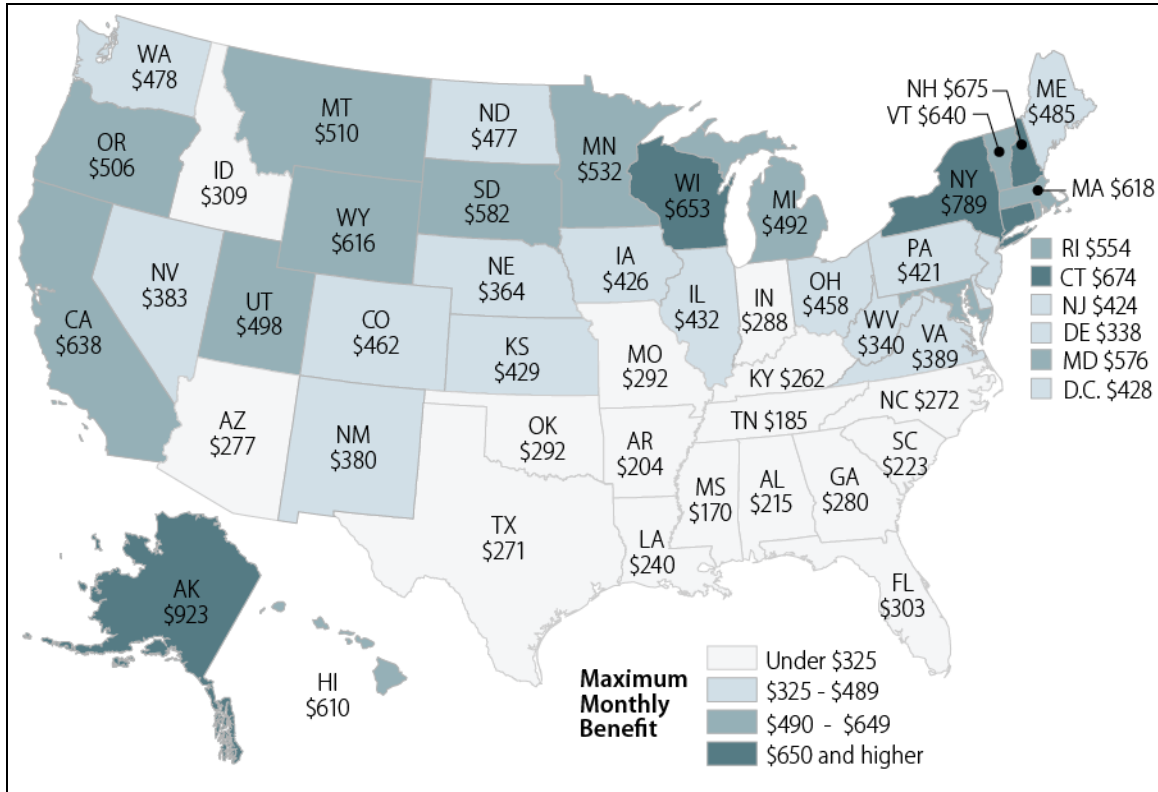 WA
$478
MT
$510
ND
$477
MN
$532
OR
$506
ID
$309
WY
$616
SD
$582
WI
$653
MI
$492
NH $675
VT $640
ME
$485
NY
$789
MA $618
RI $554
CT $674
NJ $424
DE $338
MD $576
D.C. $428
NV
$383
UT
$498
CA
$638
CO
$462
NE
$364
KS
$429
IA
$426
IL
$432
IN
$288
OH
$458
PA
$421
WV
$340
VA
$389
MO
$292
KY $262
NC $272
TN $185
AZ
$277
NM
$380
OK
$292
AR
$204
SC
$223
MS
$170
AL
$215
GA
$280
TX
$271
LA
$240
FL
$303
AK
$923
HI
$610
Maximum
Monthly
Benefit
Under $325
$325 - $489
$490 - $649
$650 and higher